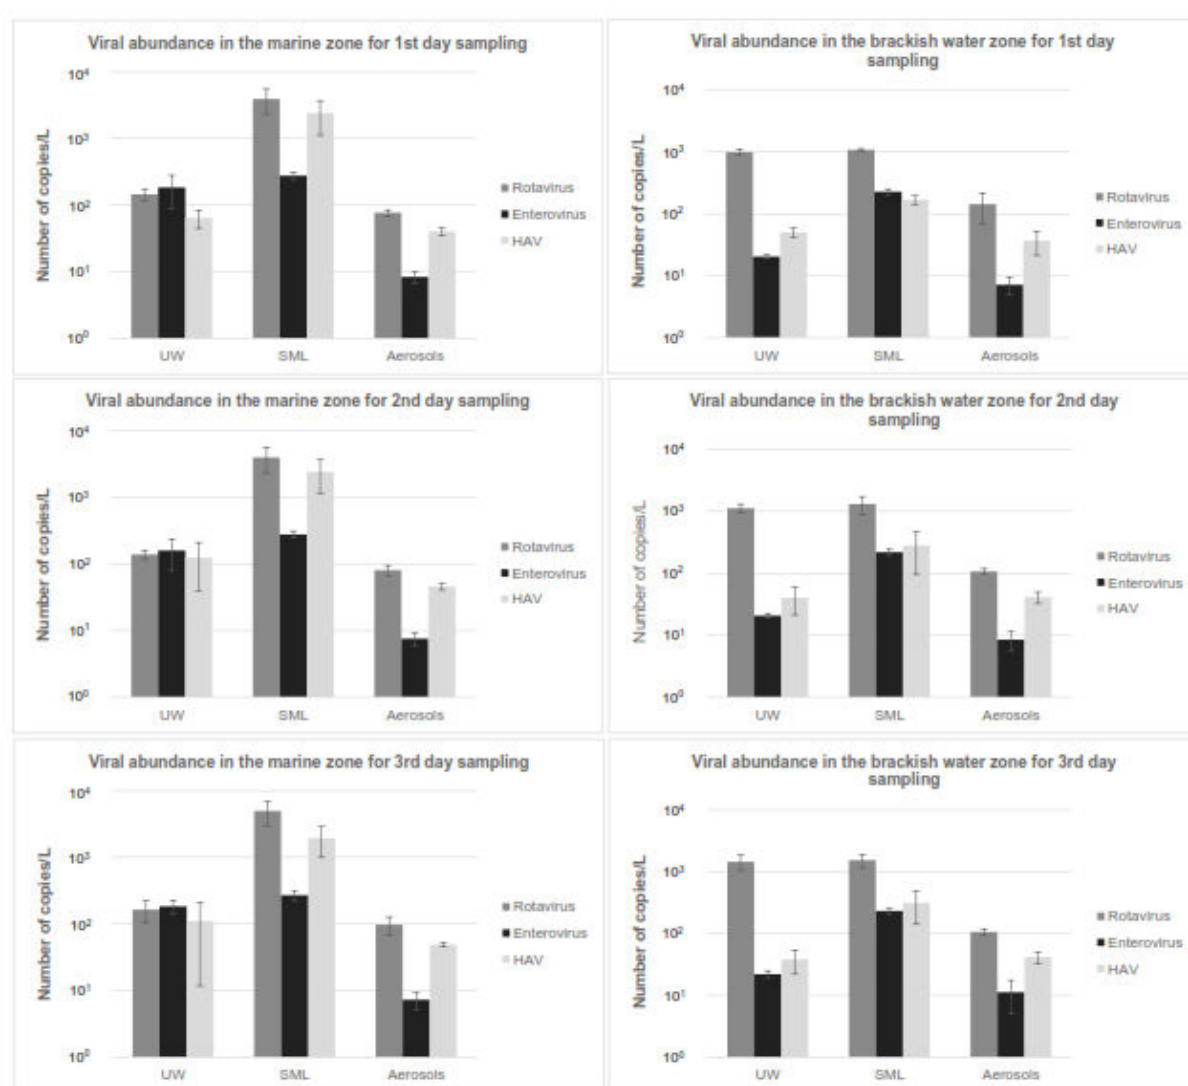 Viral abundance in the marine zone for 1st day sampling
Number of copies/L
10⁴
10³
10²
10¹
10⁰
UW SML Aerosols
Rotavirus
Enterovirus
HAV
Viral abundance in the brackish water zone for 1st day
sampling
Number of copies/L
10⁴
10³
10²
10¹
10⁰
UW SML Aerosols
Rotavirus
Enterovirus
HAV
Viral abundance in the marine zone for 2nd day sampling
Number of copies/L
10⁴
10³
10²
10¹
10⁰
UW SML Aerosols
Rotavirus
Enterovirus
HAV
Viral abundance in the brackish water zone for 2nd day
sampling
Number of copies/L
10⁴
10³
10²
10¹
10⁰
UW SML Aerosols
Rotavirus
Enterovirus
HAV
Viral abundance in the marine zone for 3rd day sampling
Number of copies/L
10⁴
10³
10²
10¹
10⁰
UW SML Aerosols
Rotavirus
Enterovirus
HAV
Viral abundance in the brackish water zone for 3rd day
sampling
Number of copies/L
10⁴
10³
10²
10¹
10⁰
UW SML Aerosols
Rotavirus
Enterovirus
HAV